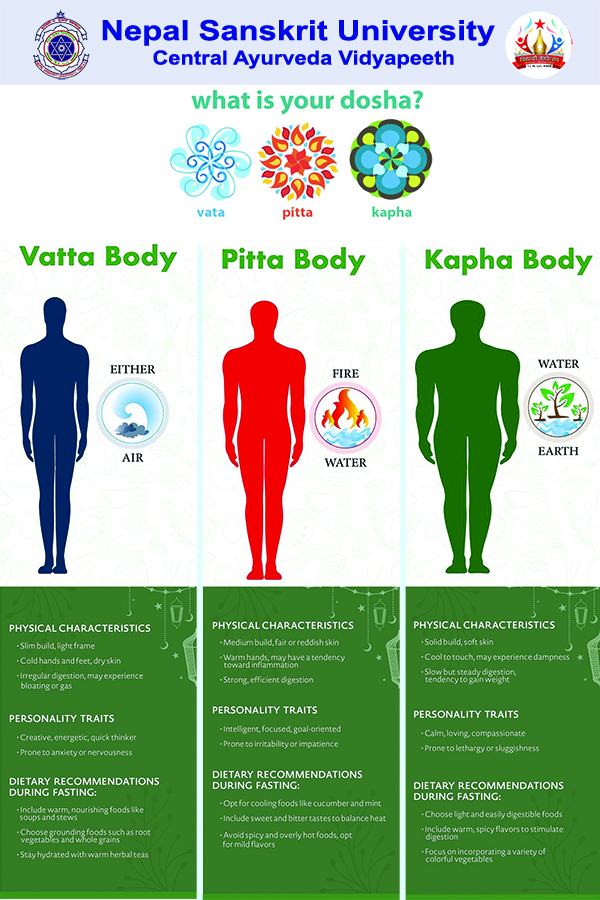 Nepal Sanskrit University
Central Ayurveda Vidyapeeth
what is your dosha?
vata
pitta
kapha
Vatta Body
EITHER
AIR
PHYSICAL CHARACTERISTICS
• Slim build, light frame
• Cold hands and feet, dry skin
• Irregular digestion, may experience
bloating or gas
PERSONALITY TRAITS
• Creative, energetic, quick thinker
• Prone to anxiety or nervousness
DIETARY RECOMMENDATIONS
DURING FASTING:
• Include warm, nourishing foods like
soups and stews
• Choose grounding foods such as root
vegetables and whole grains
• Stay hydrated with warm herbal teas
Pitta Body
FIRE
WATER
PHYSICAL CHARACTERISTICS
• Medium build, fair or reddish skin
• Warm hands, may have a tendency
toward inflammation
• Strong, efficient digestion
PERSONALITY TRAITS
• Intelligent, focused, goal-oriented
• Prone to irritability or impatience
DIETARY RECOMMENDATIONS
DURING FASTING:
• Opt for cooling foods like cucumber and mint
• Include sweet and bitter tastes to balance heat
• Avoid spicy and overly hot foods, opt
for mild flavors
Kapha Body
WATER
EARTH
PHYSICAL CHARACTERISTICS
• Solid build, soft skin
• Cool to touch, may experience dampness
• Slow but steady digestion,
tendency to gain weight
PERSONALITY TRAITS
• Calm, loving, compassionate
• Prone to lethargy or sluggishness
DIETARY RECOMMENDATIONS
DURING FASTING:
• Choose light and easily digestible foods
• Include warm, spicy flavors to stimulate
digestion
• Focus on incorporating a variety of
colorful vegetables